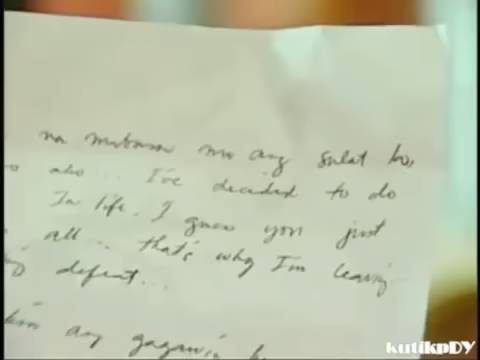 na mabasa mo ang sulat ko,
ako .. I've decided to do
In life. I guess you just
all .. that's why I'm leaving
defeat...
ang gagawin
kutikpDY